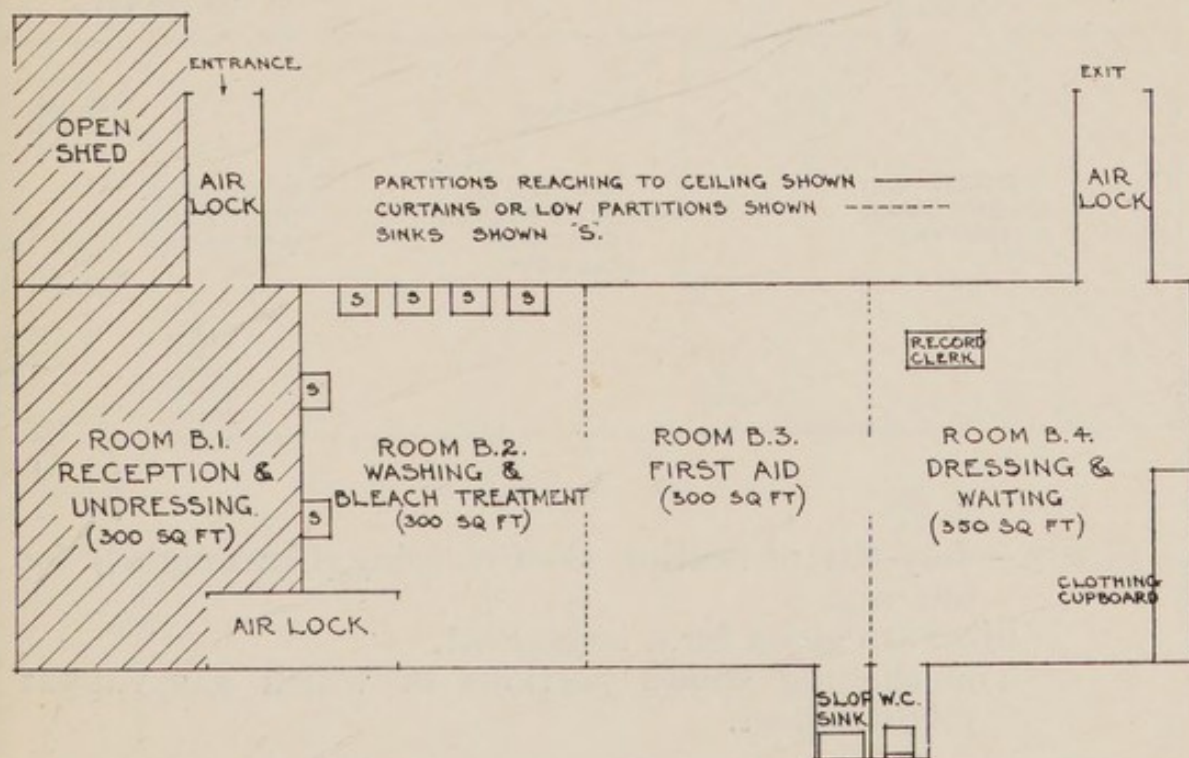 ENTRANCE
EXIT
OPEN
SHED
AIR
LOCK
PARTITIONS REACHING TO CEILING SHOWN
CURTAINS OR LOW PARTITIONS SHOWN
SINKS SHOWN "S".
AIR
LOCK
S S S S
S
S
RECORD
CLERK
ROOM B.1.
RECEPTION &
UNDRESSING.
(300 SQ FT)
ROOM B.2.
WASHING &
BLEACH TREATMENT
(300 SQ FT)
ROOM B.3.
FIRST AID
(300 SQ FT)
ROOM B.4.
DRESSING &
WAITING
(350 SQ FT)
CLOTHING
CUPBOARD
AIR LOCK
SLOP
SINK
W.C.